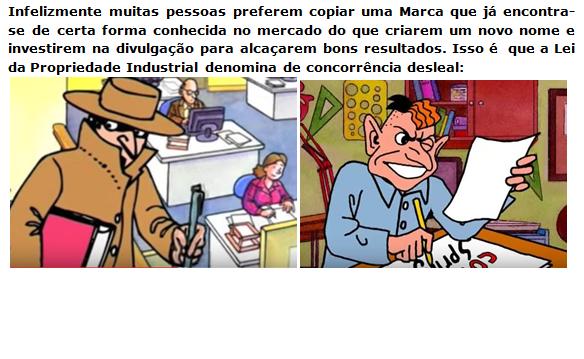 Infelizmente muitas pessoas preferem copiar uma Marca que já encontra-
se de certa forma conhecida no mercado do que criarem um novo nome e
investirem na divulgação para alcaçarem bons resultados. Isso é que a Lei
da Propriedade Industrial denomina de concorrência desleal: